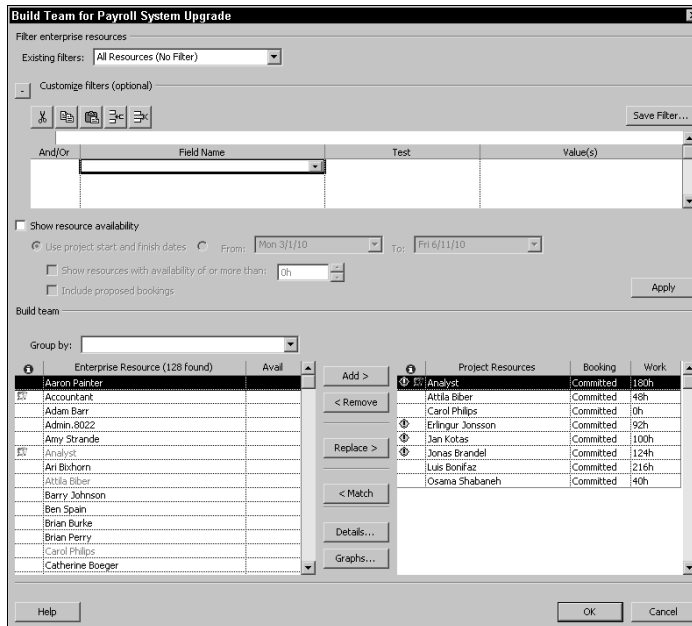 Build Team for Payroll System Upgrade
Filter enterprise resources
Existing filters: All Resources (No Filter)
- Customize filters (optional)
Save Filter...
And/Or Field Name Test Value(s)
Show resource availability
Use project start and finish dates From: Mon 3/1/10 To: Fri 6/11/10
Show resources with availability of or more than: 0h
Include proposed bookings
Apply
Build team
Group by:
Enterprise Resource (128 found) Avail
Aaron Painter
Accountant
Adam Barr
Admin.8022
Amy Strande
Analyst
Ari Bixhorn
Attila Biber
Barry Johnson
Ben Spain
Brian Burke
Brian Perry
Carol Philips
Catherine Boeger
Add >
< Remove
Replace >
< Match
Details...
Graphs...
Project Resources Booking Work
Analyst Committed 180h
Attila Biber Committed 48h
Carol Philips Committed 0h
Erlingur Jonsson Committed 92h
Jan Kotas Committed 100h
Jonas Brandel Committed 124h
Luis Bonifaz Committed 216h
Osama Shabaneh Committed 40h
Help OK Cancel